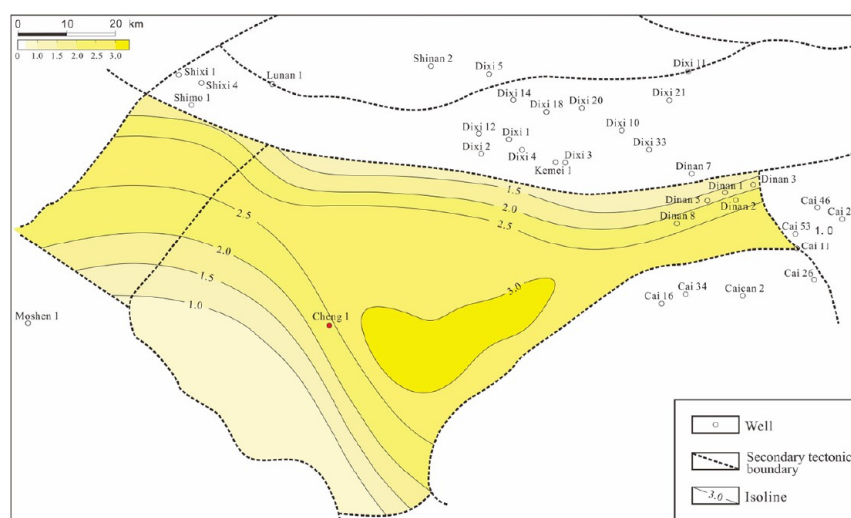 0 10 20 km
0 1.0 1.5 2.0 2.5 3.0
Shixi 1
Shixi 4
Shimo 1
Lunan 1
Shinan 2
Dixi 5
Dixi 11
Dixi 14
Dixi 18
Dixi 20
Dixi 21
Dixi 12
Dixi 1
Dixi 10
Dixi 2
Dixi 4
Dixi 3
Dixi 33
Kemei 1
Dinan 7
1.5
Dinan 1
Dinan 3
2.0
Dinan 5
Dinan 2
Cai 46
Cai 2
2.5
2.5
Dinan 8
Cai 53
1.0
2.0
Cai 11
1.5
Cai 26
1.0
3.0
Cai 16
Cai 34
Caican 2
Moshen 1
Cheng 1
Well
Secondary tectonic
boundary
3.0
Isoline